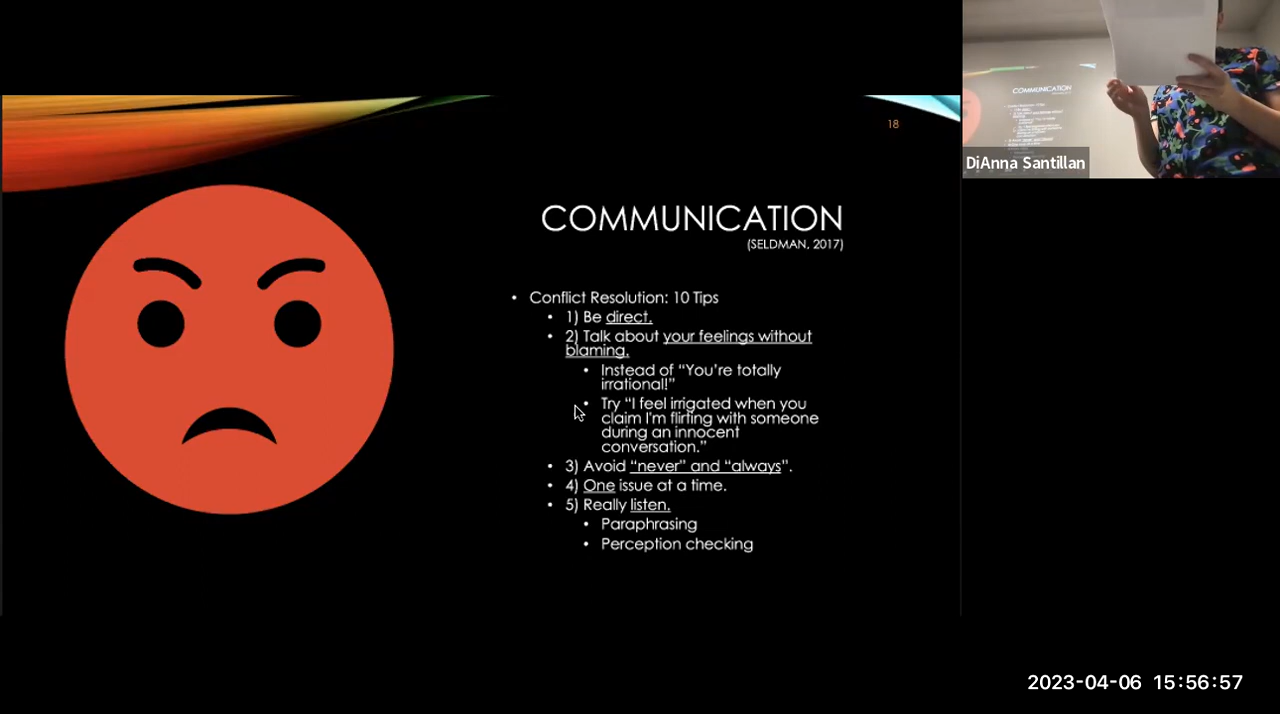 18
COMMUNICATION
(SELDMAN, 2017)
• Conflict Resolution: 10 Tips
• 1) Be direct.
• 2) Talk about your feelings without
blaming.
• Instead of “You’re totally
irrational!”
• Try “I feel irrigated when you
claim I'm flirting with someone
during an innocent
conversation.”
• 3) Avoid “never” and “always”.
• 4) One issue at a time.
• 5) Really listen.
• Paraphrasing
• Perception checking
COMMUNICATION
DiAnna Santillan
2023-04-06 15:56:57